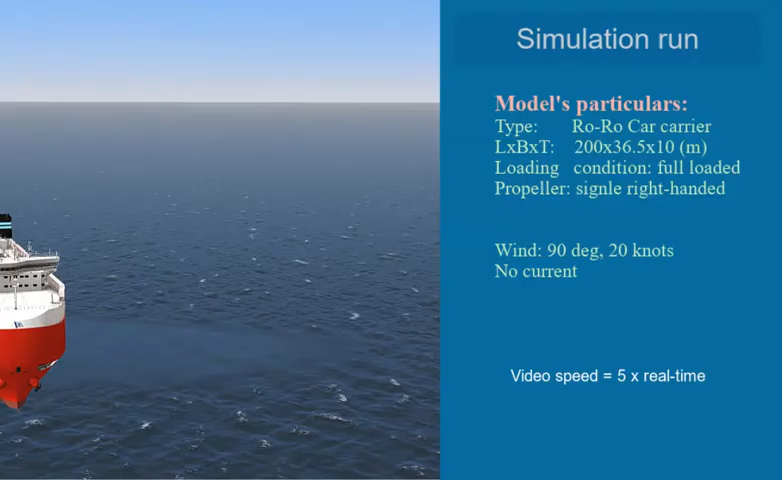 Simulation run
Model's particulars:
Type: Ro-Ro Car carrier
LxBxT: 200x36.5x10 (m)
Loading condition: full loaded
Propeller: signle right-handed
Wind: 90 deg, 20 knots
No current
Video speed = 5 x real-time